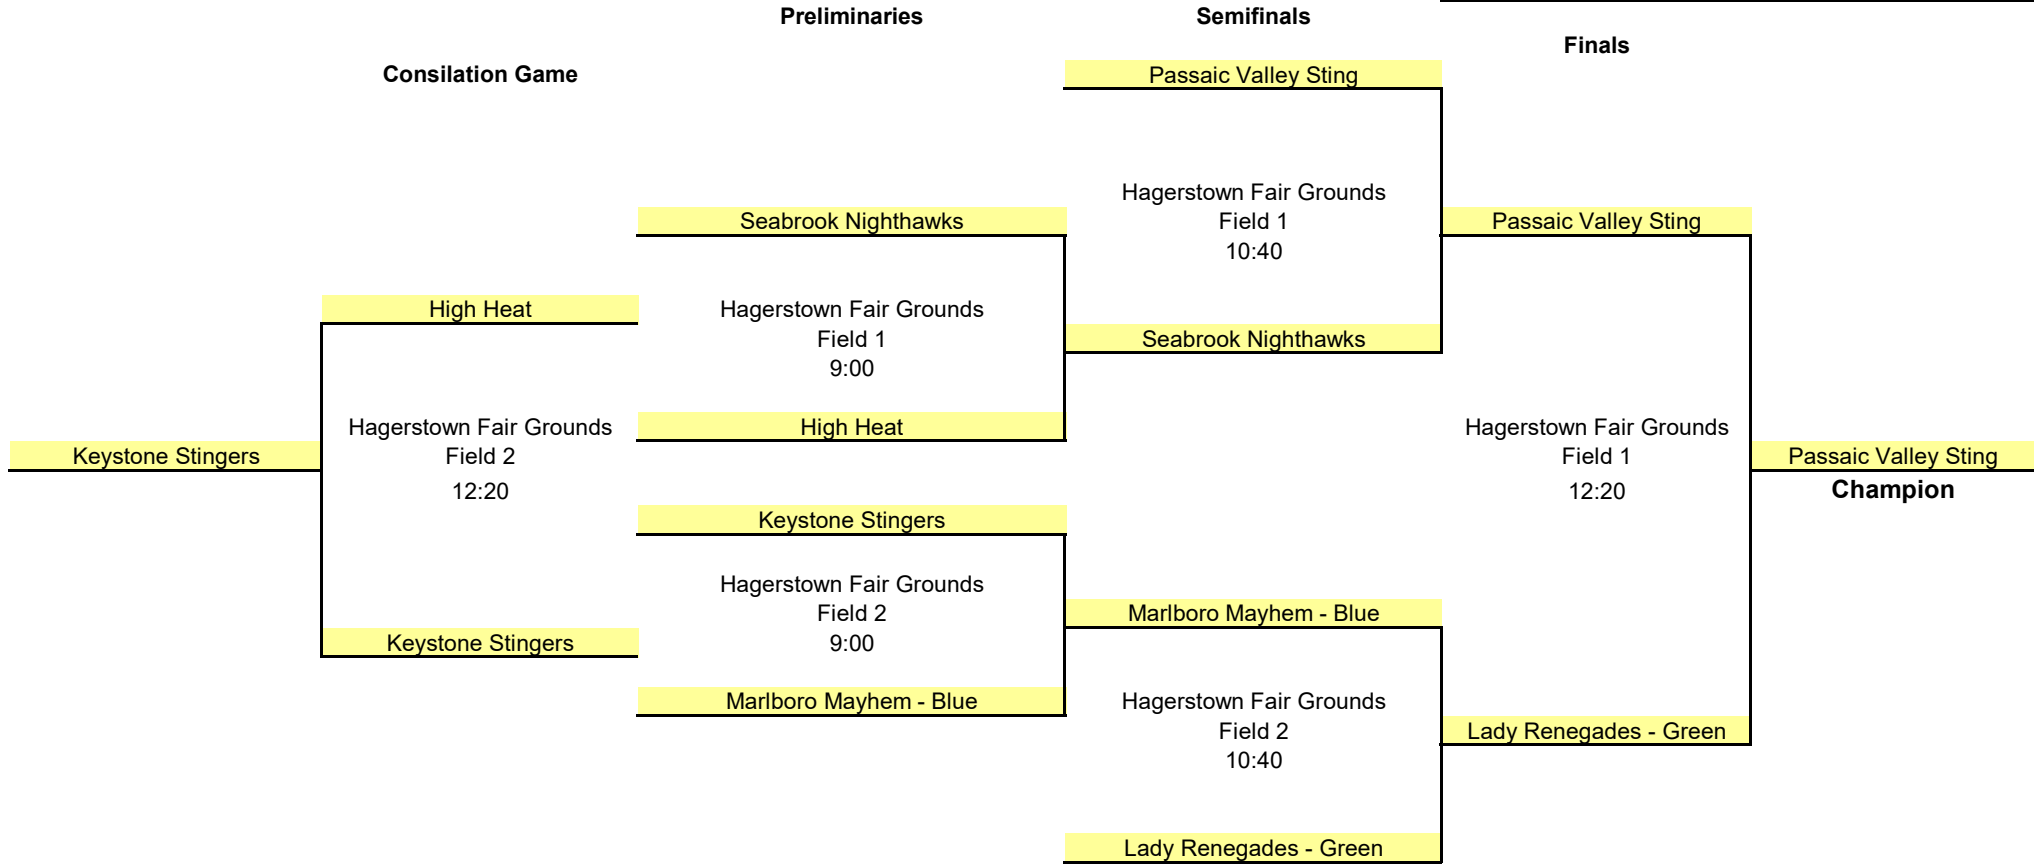 Preliminaries
Semifinals
Finals
Consilation Game
Passaic Valley Sting
Hagerstown Fair Grounds
Field 1
10:40
Seabrook Nighthawks
Passaic Valley Sting
High Heat
Hagerstown Fair Grounds
Field 1
9:00
Seabrook Nighthawks
High Heat
Hagerstown Fair Grounds
Field 2
12:20
Keystone Stingers
Hagerstown Fair Grounds
Field 1
12:20
Passaic Valley Sting
Champion
Keystone Stingers
Hagerstown Fair Grounds
Field 2
9:00
Marlboro Mayhem - Blue
Keystone Stingers
Marlboro Mayhem - Blue
Hagerstown Fair Grounds
Field 2
10:40
Lady Renegades - Green
Lady Renegades - Green